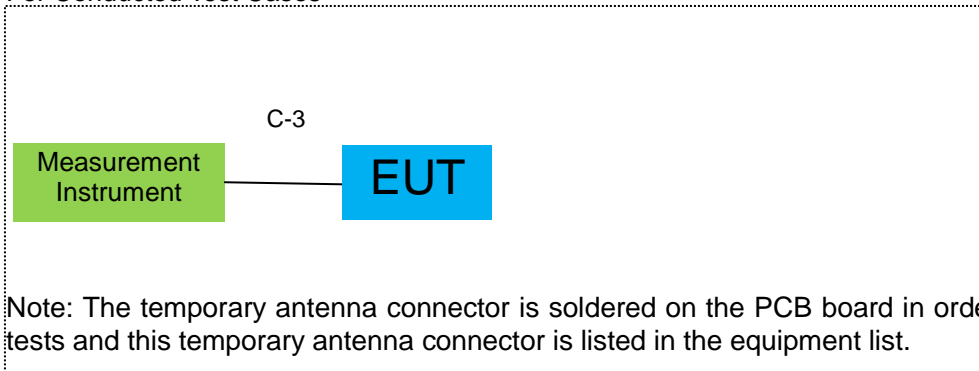 C-3
Measurement
Instrument
EUT
Note: The temporary antenna connector is soldered on the PCB board in
tests and this temporary antenna connector is listed in the equipment list.